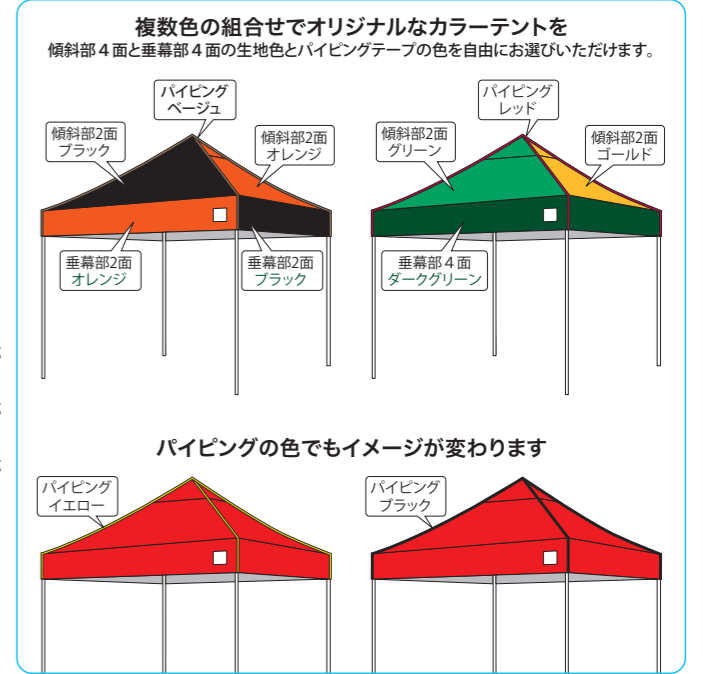 複数色の組合せでオリジナルなカラーテントを
傾斜部４面と垂幕部４面の生地色とパイピングテープの色を自由にお選びいただけます。
パイピング
ベージュ
傾斜部2面
ブラック
傾斜部2面
オレンジ
垂幕部2面
オレンジ
垂幕部2面
ブラック
パイピング
レッド
傾斜部2面
グリーン
傾斜部2面
ゴールド
垂幕部４面
ダークグリーン
パイピングの色でもイメージが変わります
パイピング
イエロー
パイピング
ブラック